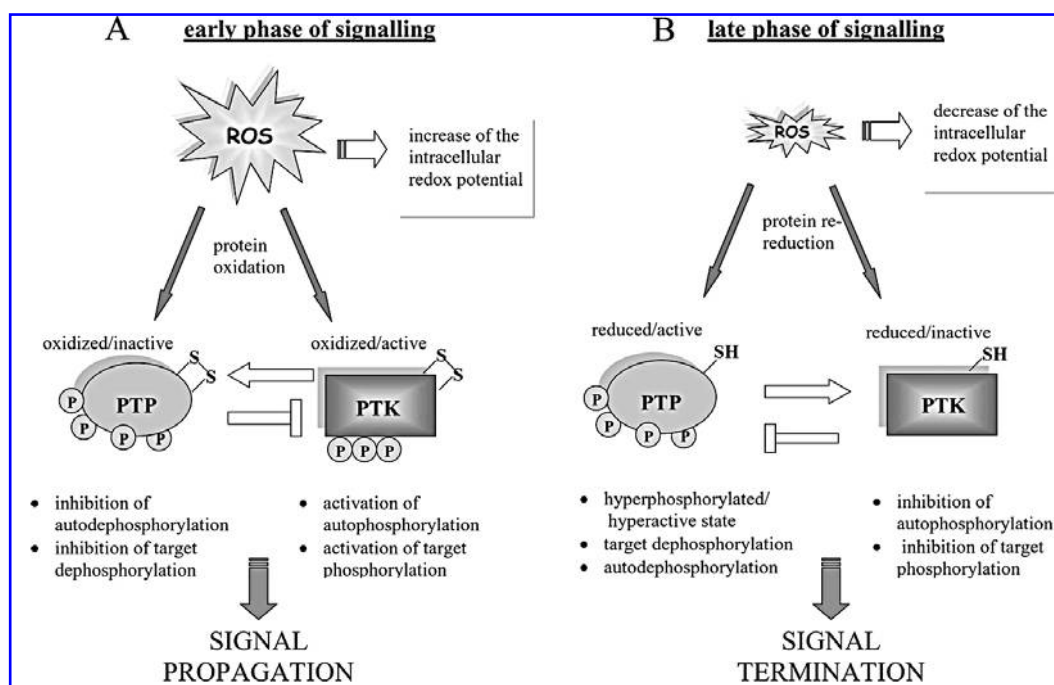 A early phase of signalling
ROS
increase of the
intracellular
redox potential
protein
oxidation
oxidized/inactive
oxidized/active
S
S
S
S
PTP
PTK
P
P
P
P
P P P
• inhibition of
autodephosphorylation
• inhibition of target
dephosphorylation
• activation of
autophosphorylation
• activation of target
phosphorylation
SIGNAL
PROPAGATION
B late phase of signalling
ROS
decrease of the
intracellular
redox potential
protein re-
reduction
reduced/active
reduced/inactive
SH
SH
PTP
PTK
P
P
P
P
• hyperphosphorylated/
hyperactive state
• target dephosphorylation
• autodephosphorylation
• inhibition of
autophosphorylation
• inhibition of target
phosphorylation
SIGNAL
TERMINATION